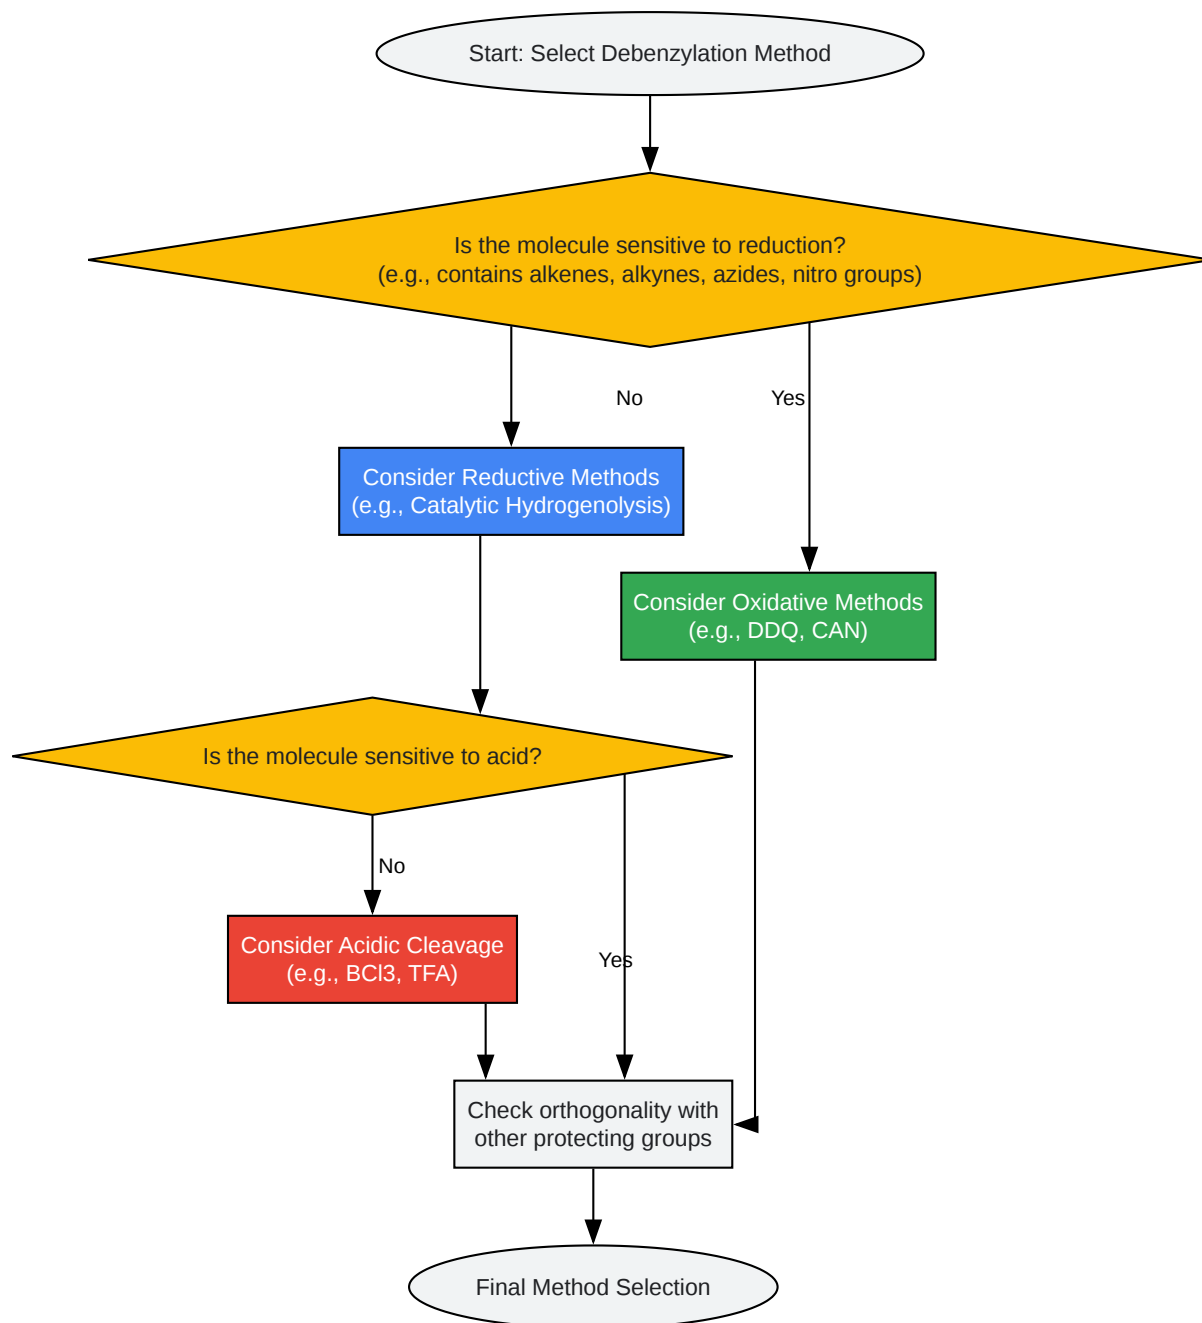 Start: Select Debenzylation Method
Is the molecule sensitive to reduction?
(e.g., contains alkenes, alkynes, azides, nitro groups)
No
Yes
Consider Reductive Methods
(e.g., Catalytic Hydrogenolysis)
Consider Oxidative Methods
(e.g., DDQ, CAN)
Is the molecule sensitive to acid?
No
Consider Acidic Cleavage
(e.g., BCl3, TFA)
Yes
Check orthogonality with
other protecting groups
Final Method Selection